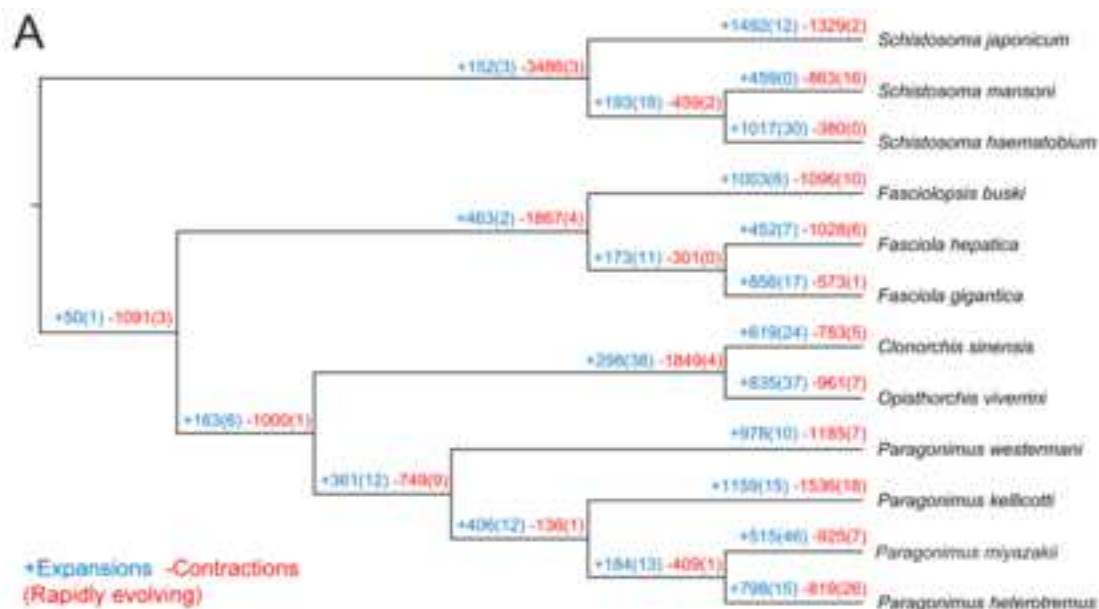 A
+1482(12) -1329(2)
Schistosoma japonicum
+152(3) -3486(3)
+459(0) -863(16)
Schistosoma mansoni
+193(18) -459(2)
+1017(30) -380(0)
Schistosoma haematobium
+1003(6) -1096(10)
Fasciolopsis buski
+463(2) -1867(4)
+452(7) -1028(6)
Fasciola hepatica
+173(11) -301(0)
+856(17) -573(1)
Fasciola gigantica
+50(1) -1091(3)
+619(24) -753(5)
Clonorchis sinensis
+298(38) -1849(4)
+835(37) -961(7)
Opisthorchis viverrini
+163(6) -1000(1)
+978(10) -1185(7)
Paragonimus westermani
+361(12) -749(9)
+1159(15) -1536(18)
Paragonimus kellicotti
+406(12) -136(1)
+515(46) -925(7)
Paragonimus miyazakii
+184(13) -409(1)
+798(15) -819(26)
Paragonimus heterotremus
+Expansions -Contractions
(Rapidly evolving)